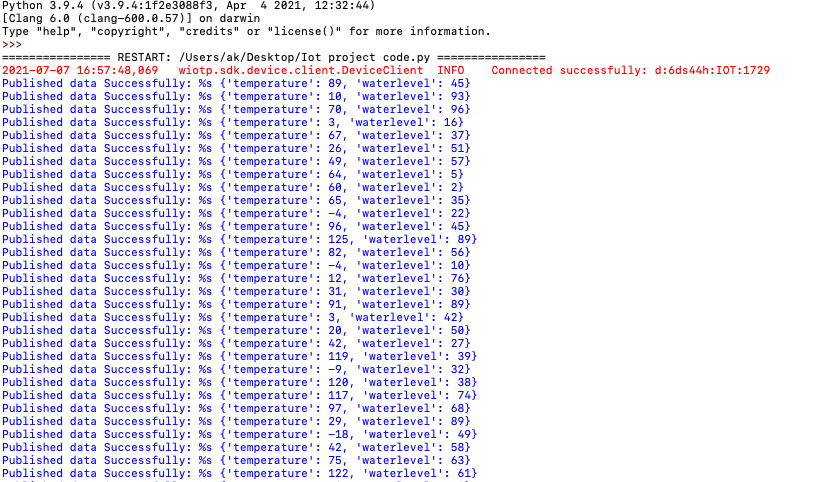 Python 3.9.4 (v3.9.4:1f2e3088f3, Apr  4 2021, 12:32:44)
[Clang 6.0 (clang-600.0.57)] on darwin
Type "help", "copyright", "credits" or "license()" for more information.
>>>
================ RESTART: /Users/ak/Desktop/Iot project code.py ================
2021-07-07 16:57:48,069   wiotp.sdk.device.client.DeviceClient  INFO    Connected successfully: d:6ds44h:IOT:1729
Published data Successfully: %s {'temperature': 89, 'waterlevel': 45}
Published data Successfully: %s {'temperature': 10, 'waterlevel': 93}
Published data Successfully: %s {'temperature': 70, 'waterlevel': 96}
Published data Successfully: %s {'temperature': 3, 'waterlevel': 16}
Published data Successfully: %s {'temperature': 67, 'waterlevel': 37}
Published data Successfully: %s {'temperature': 26, 'waterlevel': 51}
Published data Successfully: %s {'temperature': 49, 'waterlevel': 57}
Published data Successfully: %s {'temperature': 64, 'waterlevel': 5}
Published data Successfully: %s {'temperature': 60, 'waterlevel': 2}
Published data Successfully: %s {'temperature': 65, 'waterlevel': 35}
Published data Successfully: %s {'temperature': -4, 'waterlevel': 22}
Published data Successfully: %s {'temperature': 96, 'waterlevel': 45}
Published data Successfully: %s {'temperature': 125, 'waterlevel': 89}
Published data Successfully: %s {'temperature': 82, 'waterlevel': 56}
Published data Successfully: %s {'temperature': -4, 'waterlevel': 10}
Published data Successfully: %s {'temperature': 12, 'waterlevel': 76}
Published data Successfully: %s {'temperature': 31, 'waterlevel': 30}
Published data Successfully: %s {'temperature': 91, 'waterlevel': 89}
Published data Successfully: %s {'temperature': 3, 'waterlevel': 42}
Published data Successfully: %s {'temperature': 20, 'waterlevel': 50}
Published data Successfully: %s {'temperature': 42, 'waterlevel': 27}
Published data Successfully: %s {'temperature': 119, 'waterlevel': 39}
Published data Successfully: %s {'temperature': -9, 'waterlevel': 32}
Published data Successfully: %s {'temperature': 120, 'waterlevel': 38}
Published data Successfully: %s {'temperature': 117, 'waterlevel': 74}
Published data Successfully: %s {'temperature': 97, 'waterlevel': 68}
Published data Successfully: %s {'temperature': 29, 'waterlevel': 89}
Published data Successfully: %s {'temperature': -18, 'waterlevel': 49}
Published data Successfully: %s {'temperature': 42, 'waterlevel': 58}
Published data Successfully: %s {'temperature': 75, 'waterlevel': 63}
Published data Successfully: %s {'temperature': 122, 'waterlevel': 61}